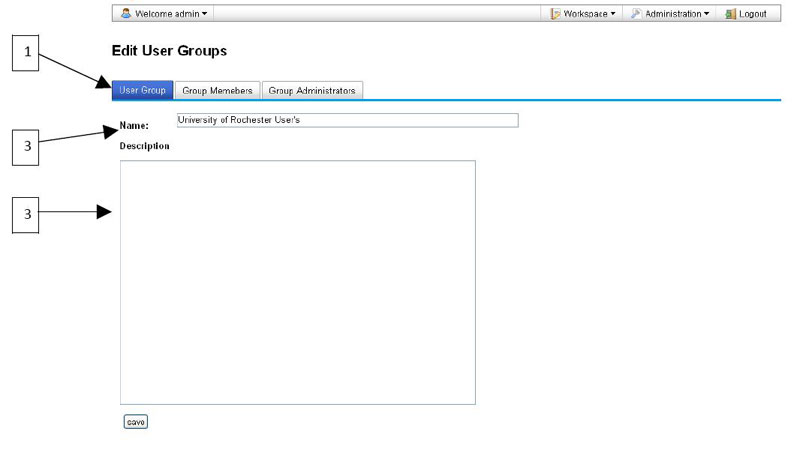 Welcome admin Workspace Administration Logout
1
Edit User Groups
User Group Group Memebers Group Administrators
Name: University of Rochester User's
3
Description
3
save